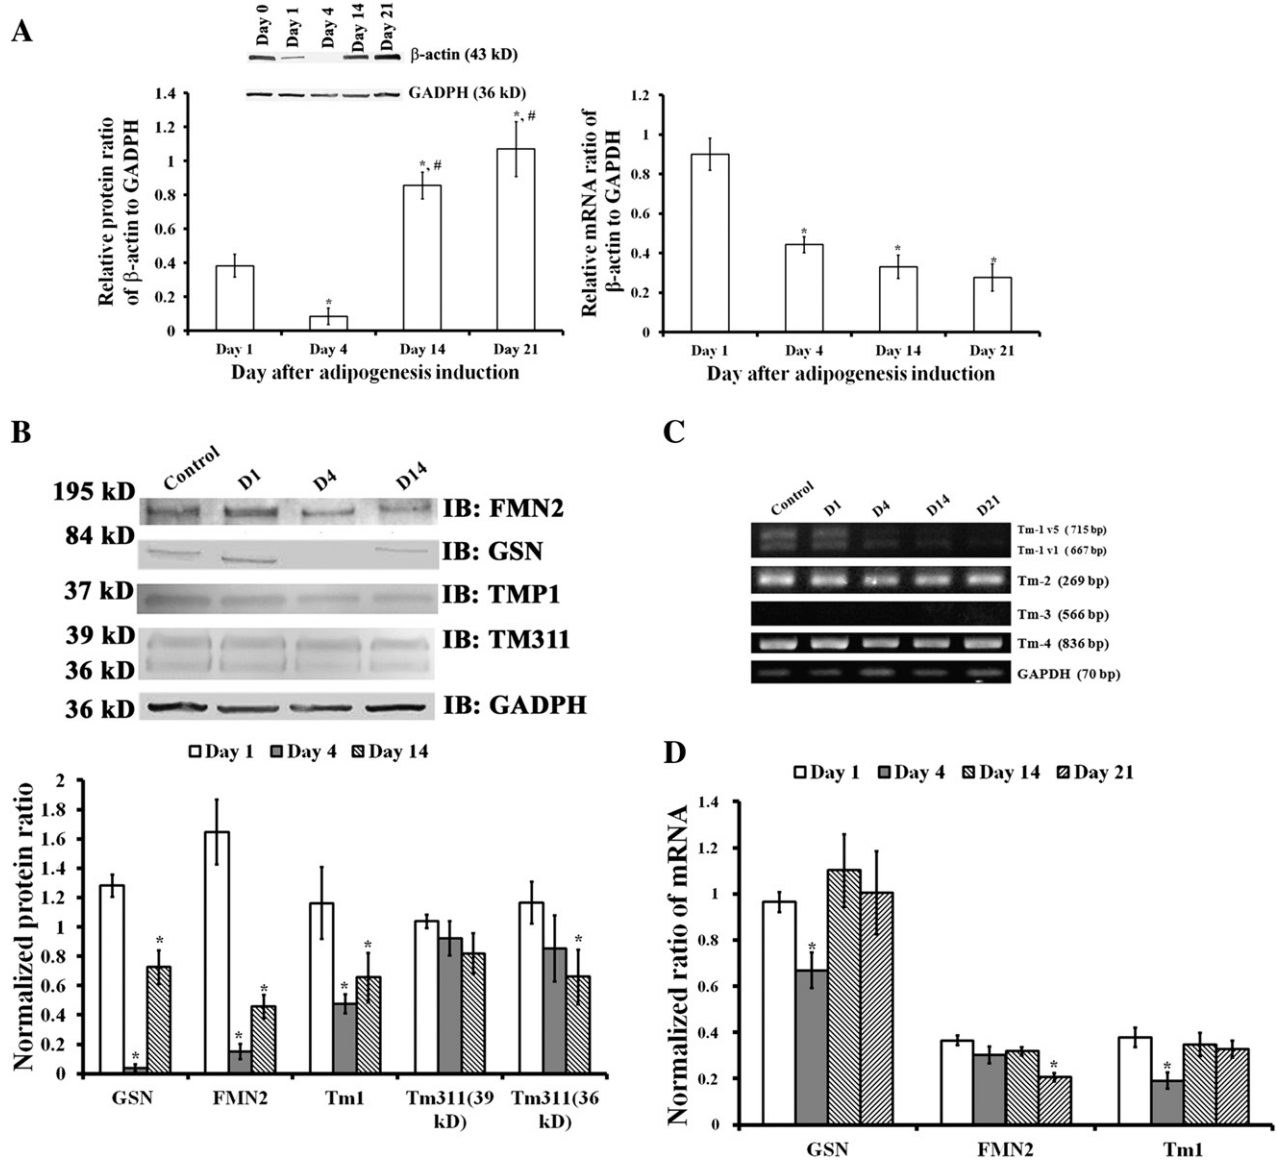 A
Day 0
Day 1
Day 4
Day 14
Day 21
β-actin (43 kD)
GADPH (36 kD)
Relative protein ratio
of β-actin to GADPH
1.4
1.2
1
0.8
0.6
0.4
0.2
0
*
*, #
*, #
Day 1 Day 4 Day 14 Day 21
Day after adipogenesis induction
Relative mRNA ratio of
β-actin to GAPDH
1.2
1
0.8
0.6
0.4
0.2
0
*
*
*
Day 1 Day 4 Day 14 Day 21
Day after adipogenesis induction
B
Control D1 D4 D14
195 kD
IB: FMN2
84 kD
IB: GSN
37 kD
IB: TMP1
39 kD
IB: TM311
36 kD
36 kD
IB: GADPH
Day 1 Day 4 Day 14
Normalized protein ratio
2
1.8
1.6
1.4
1.2
1
0.8
0.6
0.4
0.2
0
*
*
*
*
*
*
*
GSN FMN2 Tm1 Tm311(39 Tm311(36
kD) kD)
C
Control D1 D4 D14 D21
Tm-1 v5 (715 bp)
Tm-1 v1 (667 bp)
Tm-2 (269 bp)
Tm-3 (566 bp)
Tm-4 (836 bp)
GAPDH (70 bp)
D
Day 1 Day 4 Day 14 Day 21
Normalized ratio of mRNA
1.4
1.2
1
0.8
0.6
0.4
0.2
0
*
*
*
GSN FMN2 Tm1